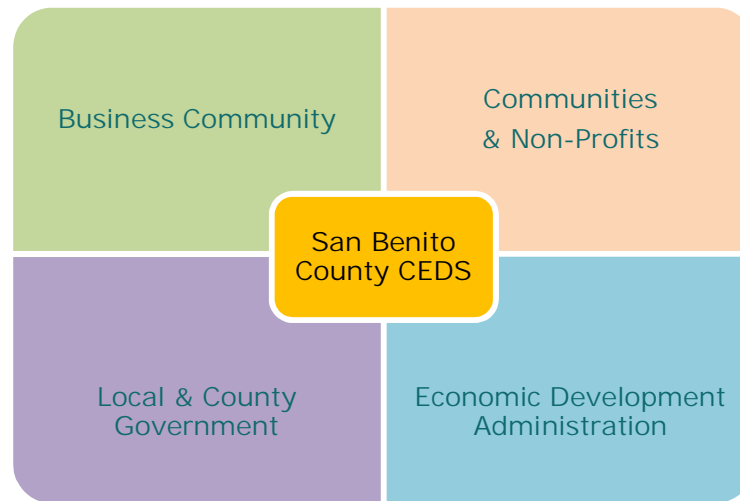 Business Community
Communities
& Non-Profits
San Benito
County CEDS
Local & County
Government
Economic Development
Administration